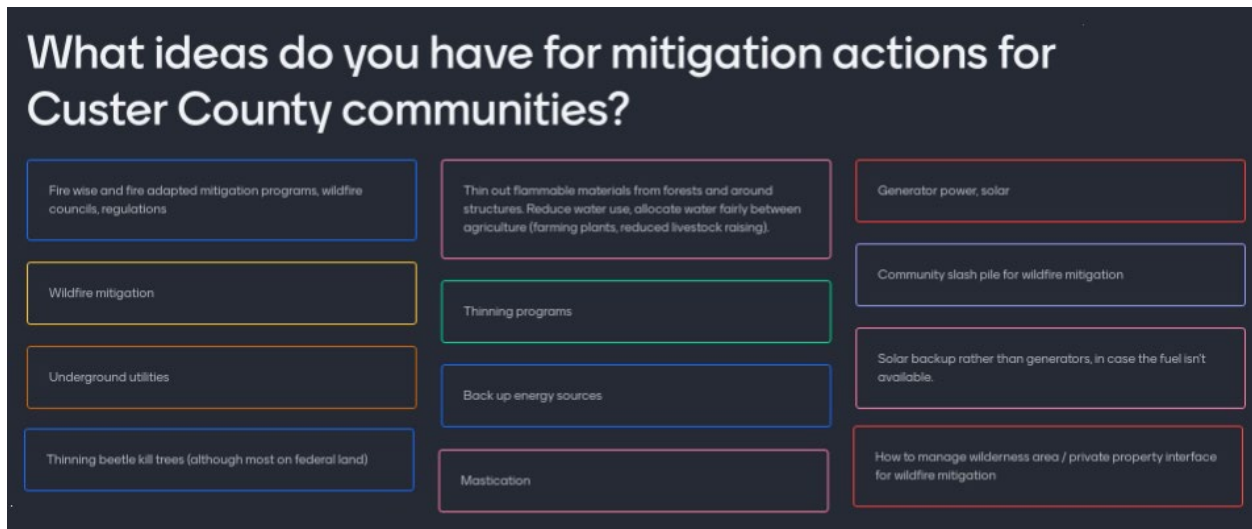 What ideas do you have for mitigation actions for
Custer County communities?
Fire wise and fire adapted mitigation programs, wildfire
councils, regulations
Wildfire mitigation
Underground utilities
Thinning beetle kill trees (although most on federal land)
Thin out flammable materials from forests and around
structures. Reduce water use, allocate water fairly between
agriculture (farming plants, reduced livestock raising).
Thinning programs
Back up energy sources
Mastication
Generator power, solar
Community slash pile for wildfire mitigation
Solar backup rather than generators, in case the fuel isn't
available.
How to manage wilderness area / private property interface
for wildfire mitigation